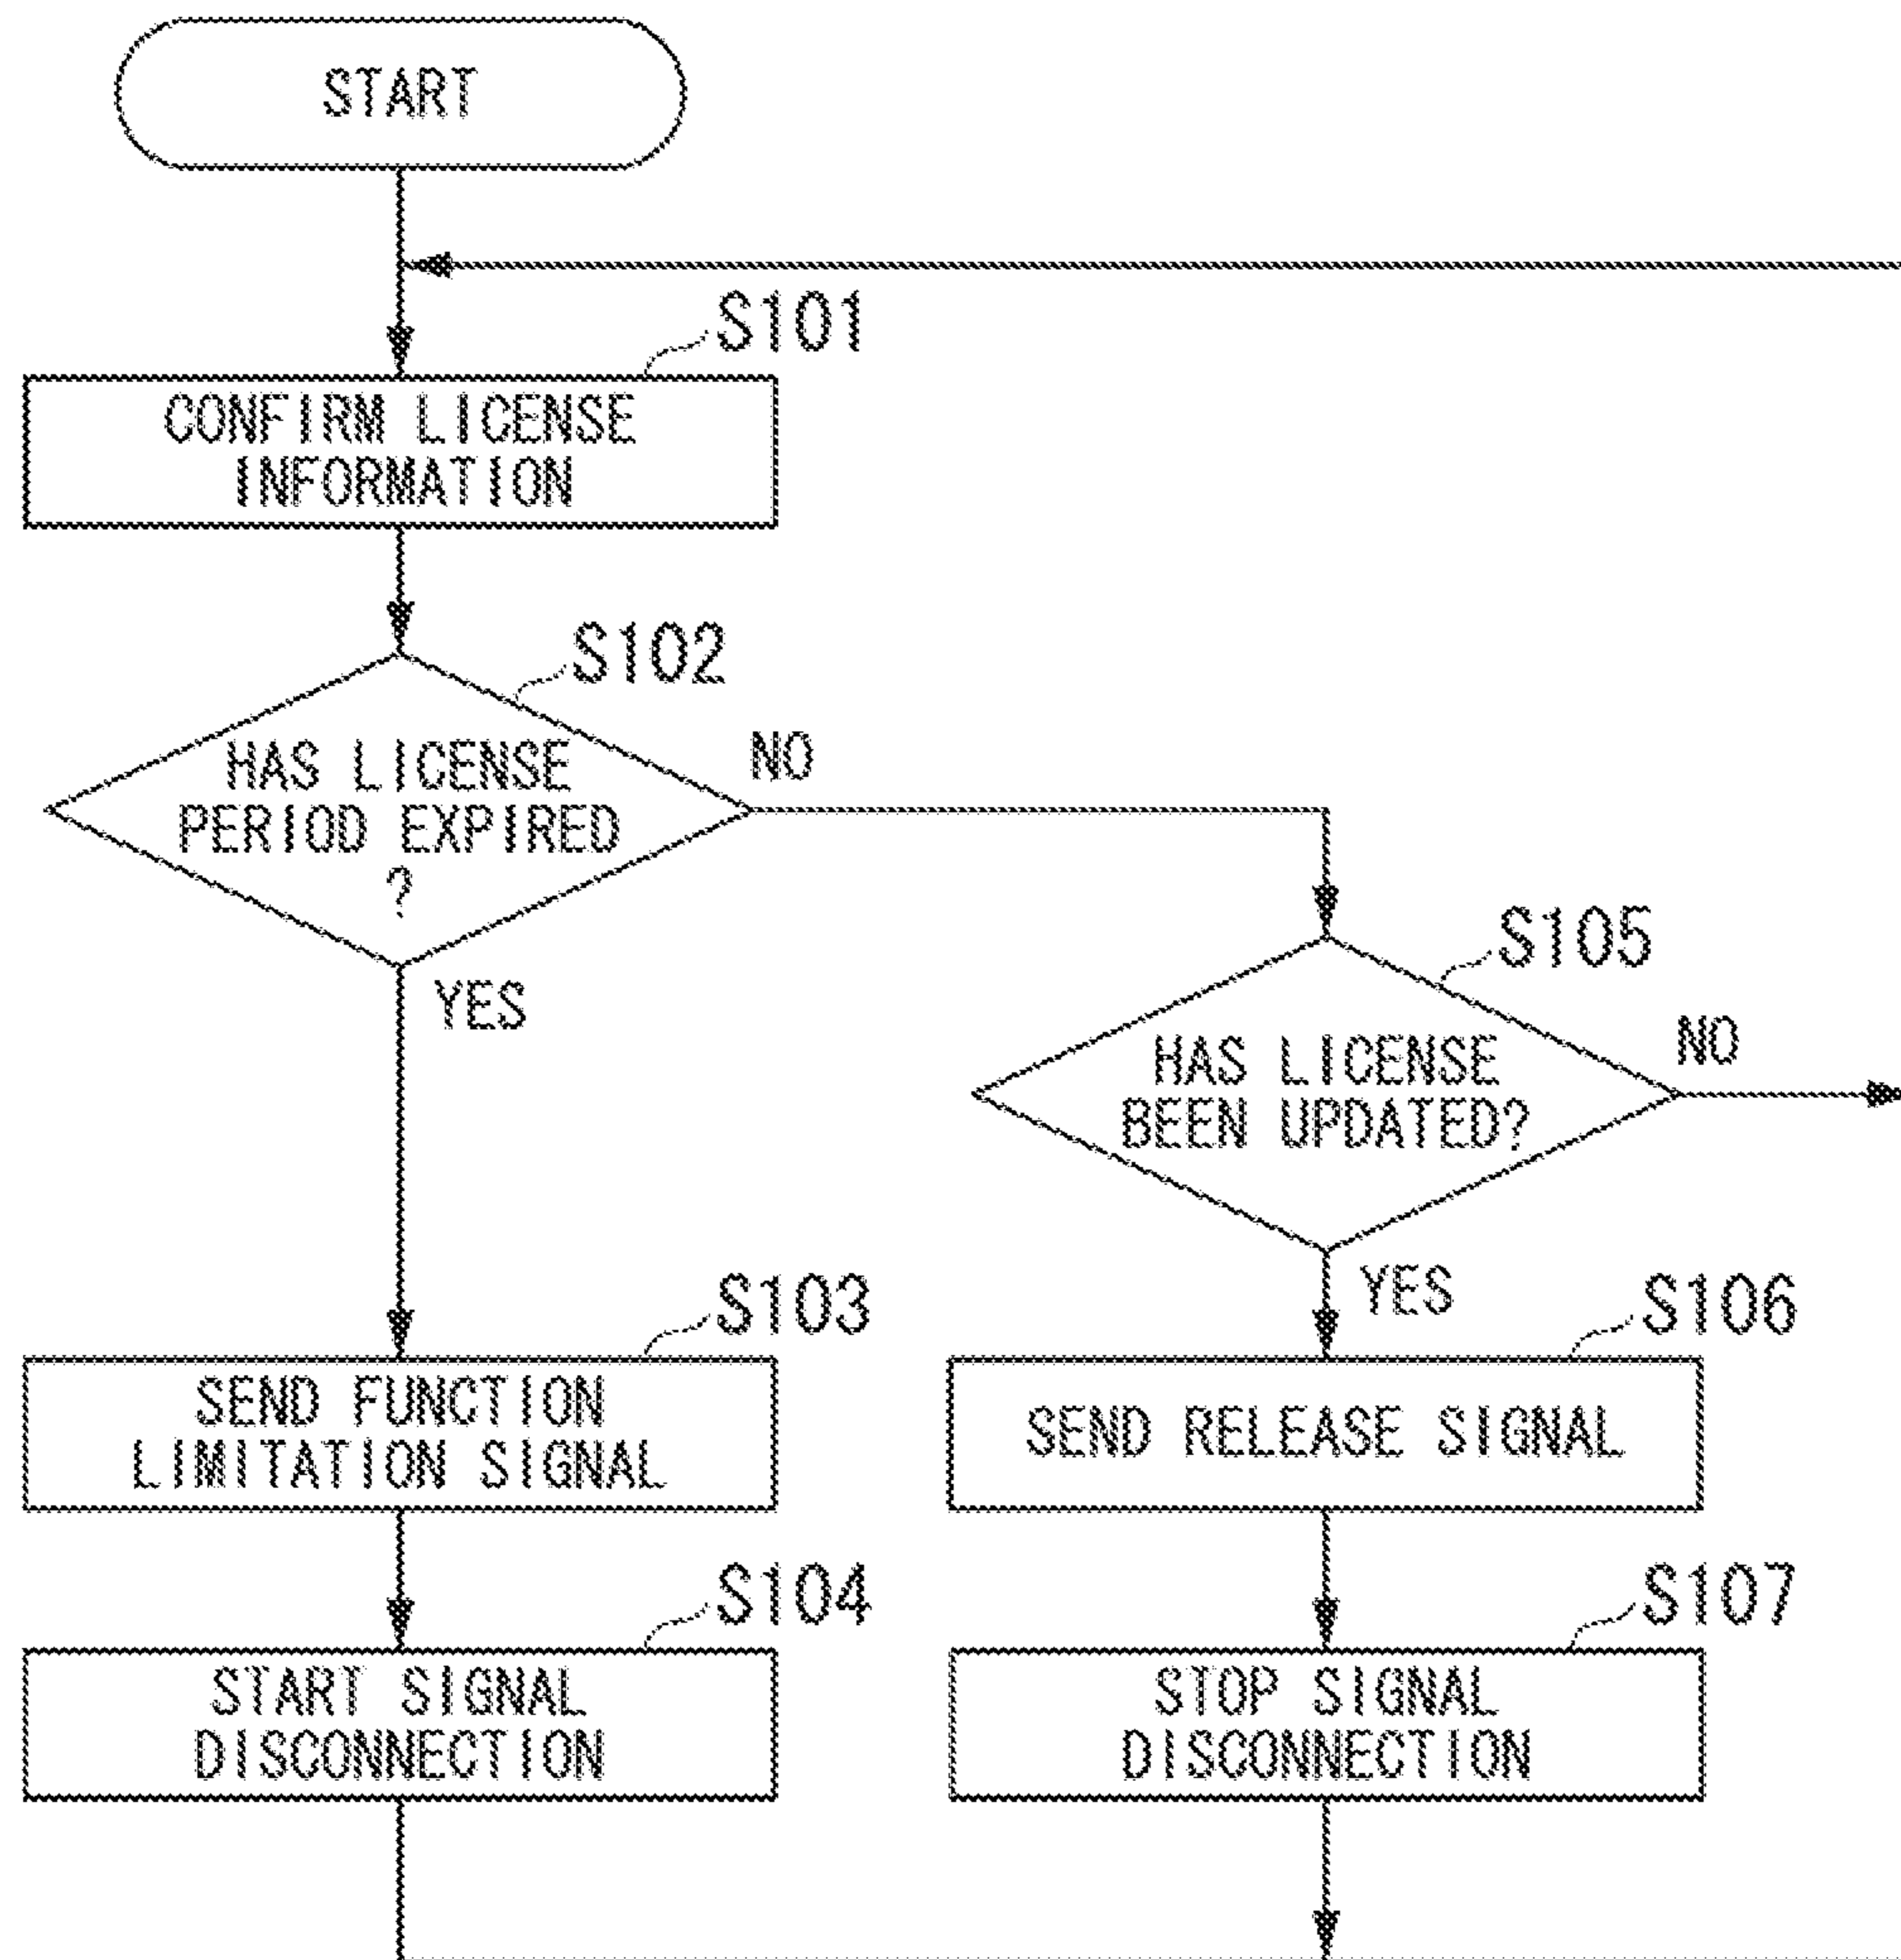 START
S101
CONFIRM LICENSE
INFORMATION
S102
HAS LICENSE
PERIOD EXPIRED
?
NO
YES
S105
HAS LICENSE
BEEN UPDATED?
NO
YES
S103
SEND FUNCTION
LIMITATION SIGNAL
S106
SEND RELEASE SIGNAL
S104
START SIGNAL
DISCONNECTION
S107
STOP SIGNAL
DISCONNECTION